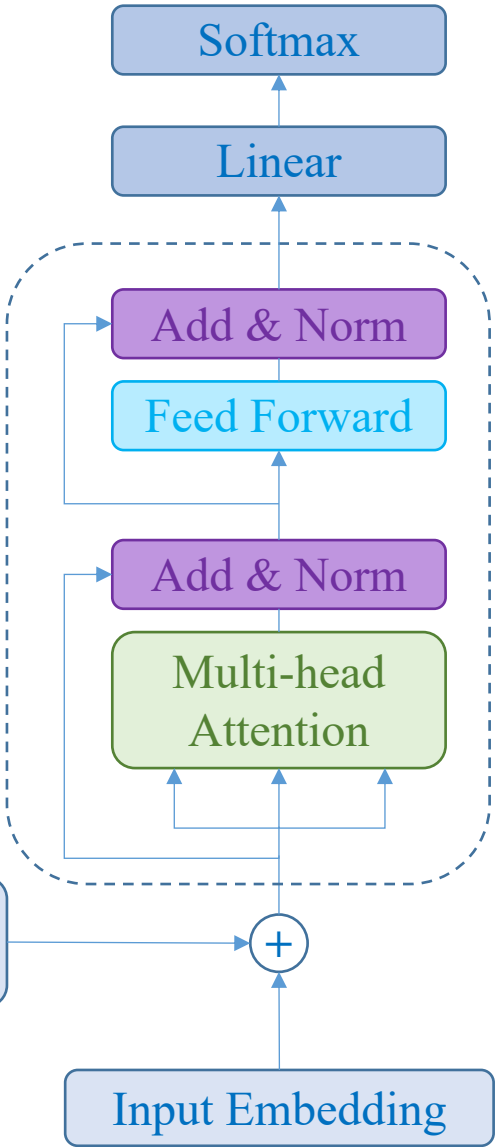 Softmax
Linear
Add & Norm
Feed Forward
Add & Norm
Multi-head
Attention
+
Input Embedding